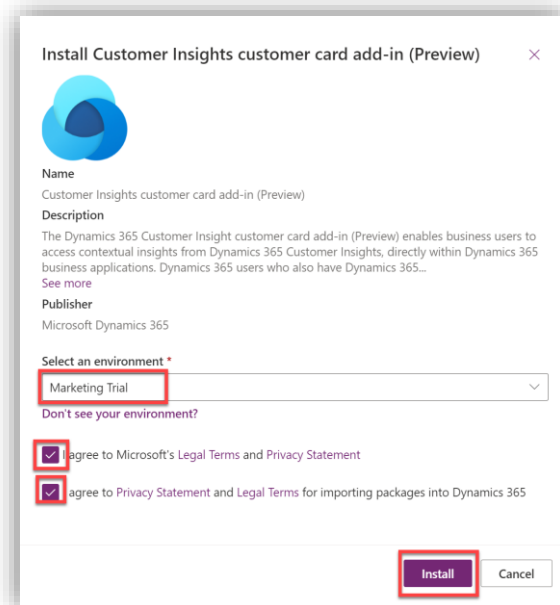 Install Customer Insights customer card add-in (Preview)
Name
Customer Insights customer card add-in (Preview)
Description
The Dynamics 365 Customer Insight customer card add-in (Preview) enables business users to
access contextual insights from Dynamics 365 Customer Insights, directly within Dynamics 365
business applications. Dynamics 365 users who also have Dynamics 365...
See more
Publisher
Microsoft Dynamics 365
Select an environment *
Marketing Trial
Don't see your environment?
I agree to Microsoft's Legal Terms and Privacy Statement
agree to Privacy Statement and Legal Terms for importing packages into Dynamics 365
Install Cancel